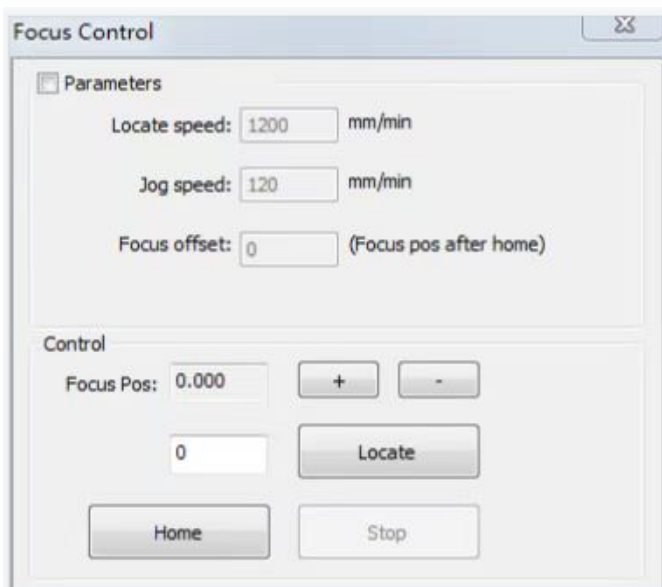 Focus Control
Parameters
Locate speed: 1200 mm/min
Jog speed: 120 mm/min
Focus offset: 0 (Focus pos after home)
Control
Focus Pos: 0.000 + -
0 Locate
Home Stop